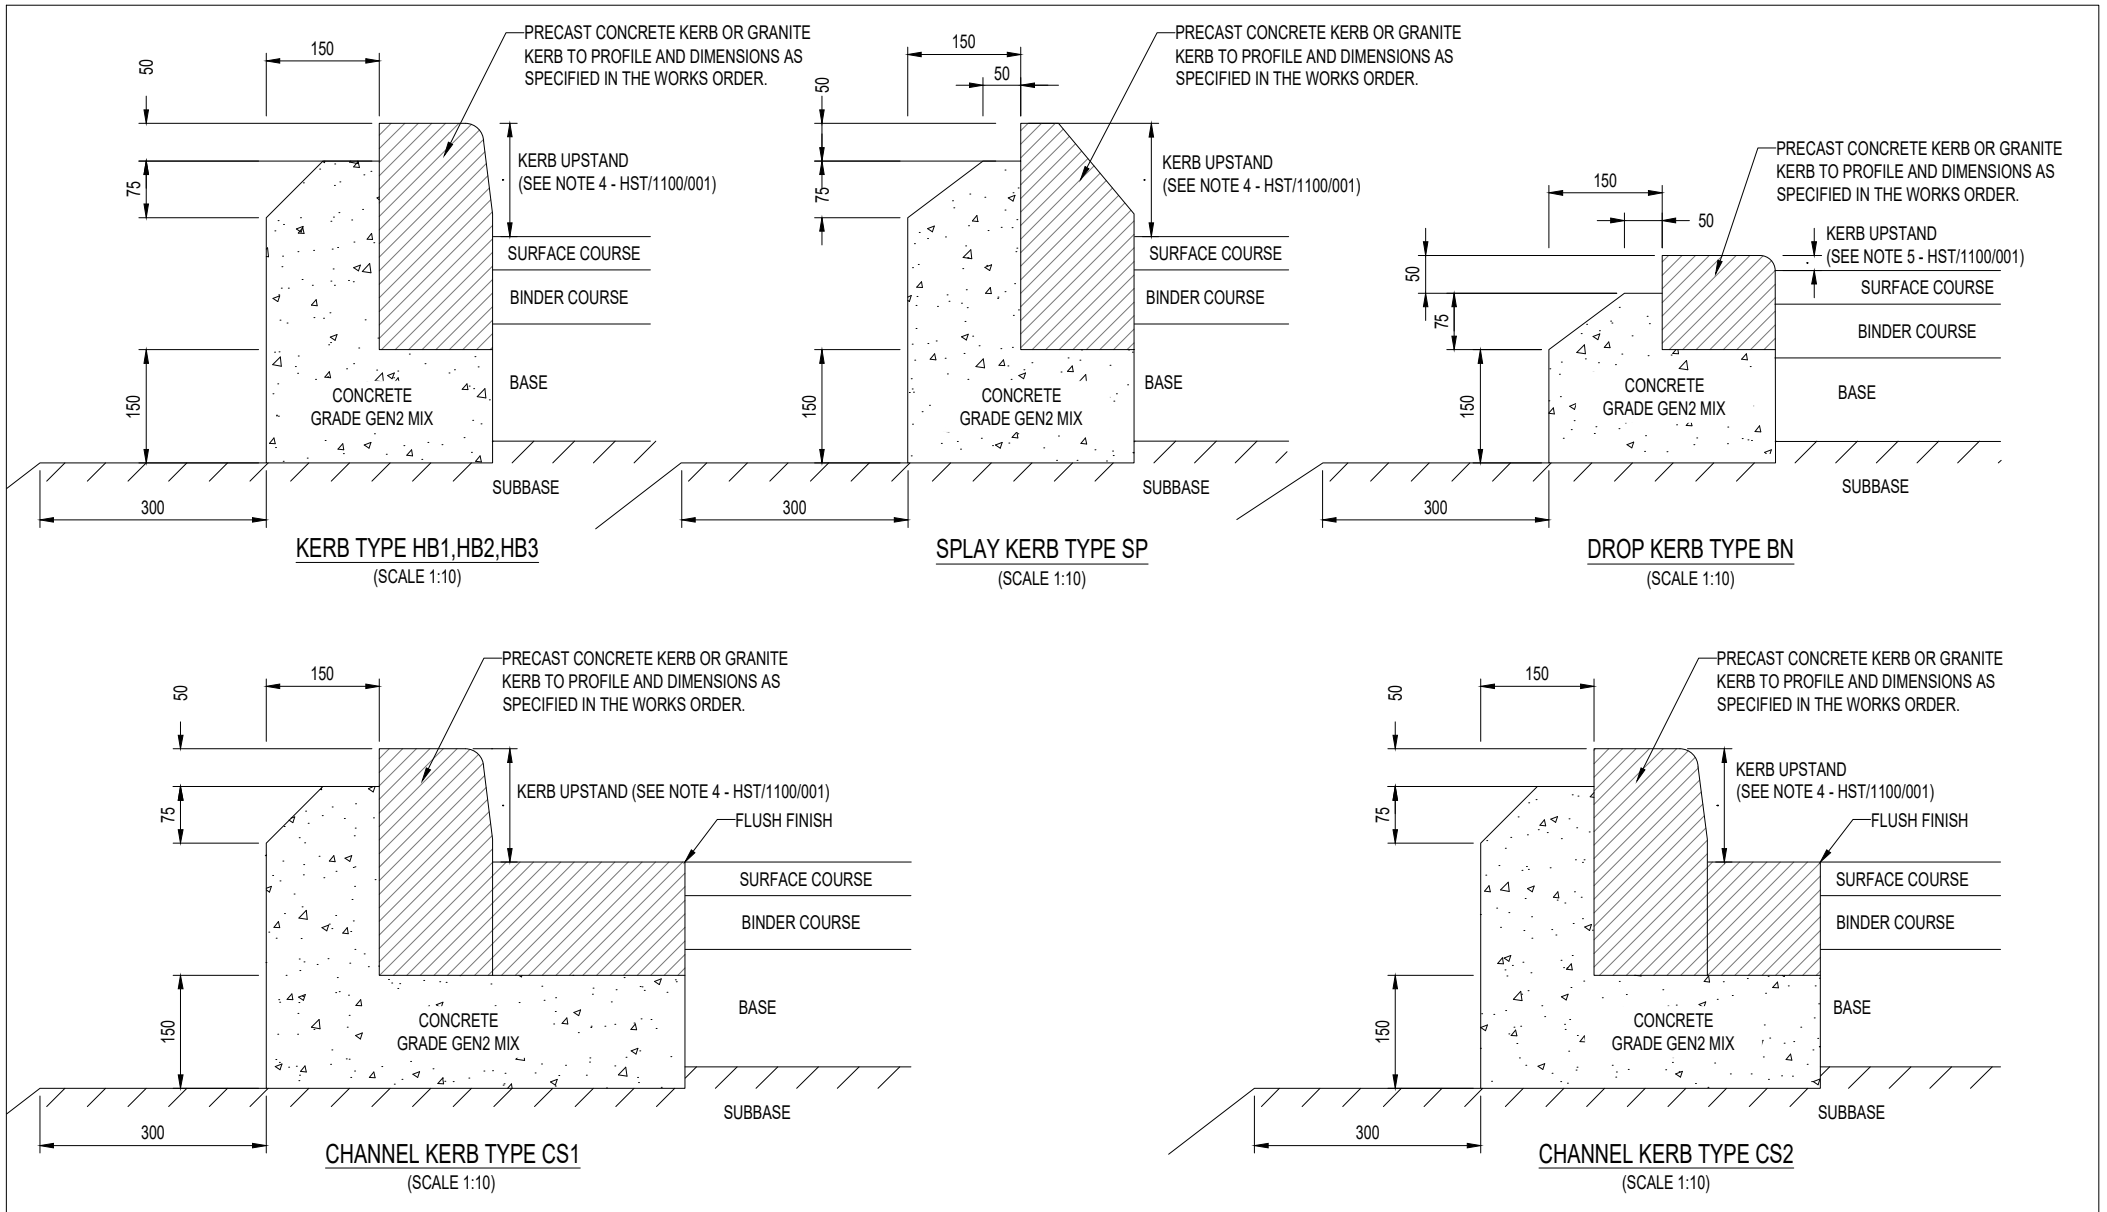 PRECAST CONCRETE KERB OR GRANITE
KERB TO PROFILE AND DIMENSIONS AS
SPECIFIED IN THE WORKS ORDER.
150
50
75
KERB UPSTAND
(SEE NOTE 4 - HST/1100/001)
SURFACE COURSE
BINDER COURSE
BASE
150
CONCRETE
GRADE GEN2 MIX
SUBBASE
300
KERB TYPE HB1,HB2,HB3
(SCALE 1:10)
PRECAST CONCRETE KERB OR GRANITE
KERB TO PROFILE AND DIMENSIONS AS
SPECIFIED IN THE WORKS ORDER.
150
50
50
75
KERB UPSTAND
(SEE NOTE 4 - HST/1100/001)
SURFACE COURSE
BINDER COURSE
BASE
150
CONCRETE
GRADE GEN2 MIX
SUBBASE
300
SPLAY KERB TYPE SP
(SCALE 1:10)
PRECAST CONCRETE KERB OR GRANITE
KERB TO PROFILE AND DIMENSIONS AS
SPECIFIED IN THE WORKS ORDER.
150
50
KERB UPSTAND
(SEE NOTE 5 - HST/1100/001)
50
75
SURFACE COURSE
BINDER COURSE
BASE
150
CONCRETE
GRADE GEN2 MIX
SUBBASE
300
DROP KERB TYPE BN
(SCALE 1:10)
PRECAST CONCRETE KERB OR GRANITE
KERB TO PROFILE AND DIMENSIONS AS
SPECIFIED IN THE WORKS ORDER.
150
50
75
KERB UPSTAND (SEE NOTE 4 - HST/1100/001)
FLUSH FINISH
SURFACE COURSE
BINDER COURSE
BASE
150
CONCRETE
GRADE GEN2 MIX
SUBBASE
300
CHANNEL KERB TYPE CS1
(SCALE 1:10)
PRECAST CONCRETE KERB OR GRANITE
KERB TO PROFILE AND DIMENSIONS AS
SPECIFIED IN THE WORKS ORDER.
150
50
75
KERB UPSTAND
(SEE NOTE 4 - HST/1100/001)
FLUSH FINISH
SURFACE COURSE
BINDER COURSE
BASE
150
CONCRETE
GRADE GEN2 MIX
SUBBASE
300
CHANNEL KERB TYPE CS2
(SCALE 1:10)